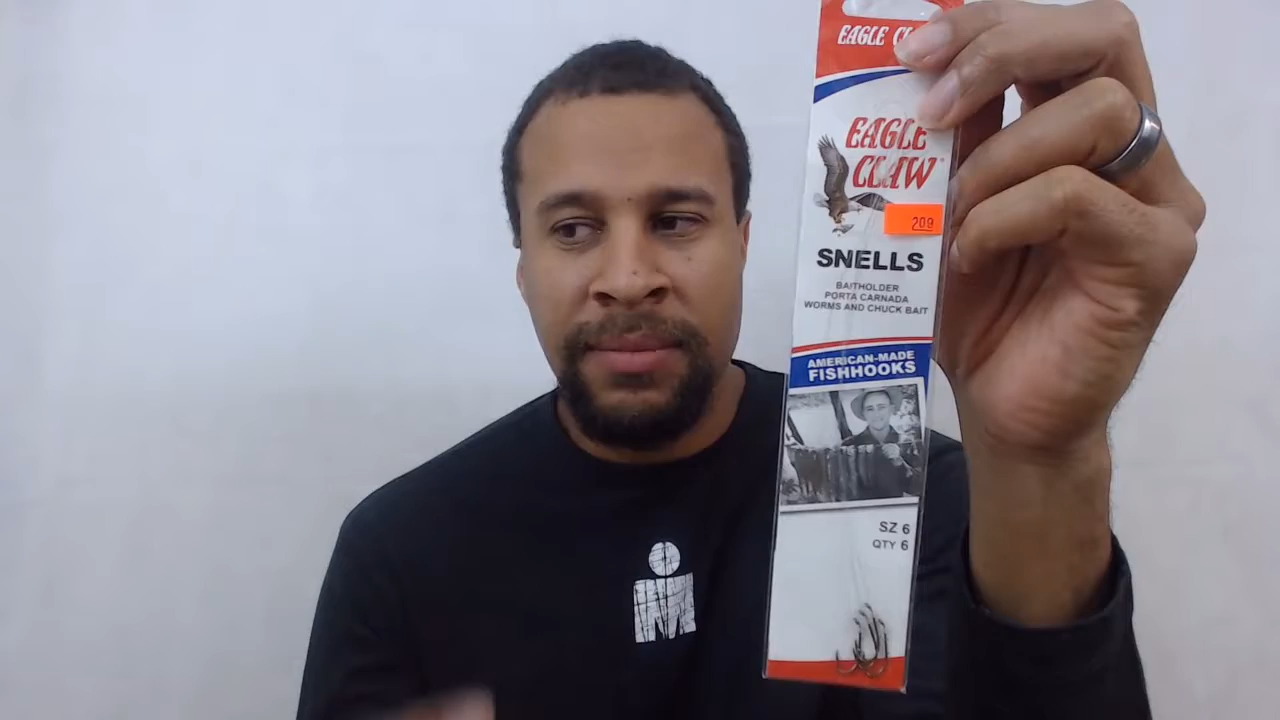 EAGLE
EAGLE
CLAW®
209
SNELLS
BAITHOLDER
PORTA CARNADA
WORMS AND CHUCK BAIT
AMERICAN-MADE
FISHHOOKS
SZ 6
QTY 6